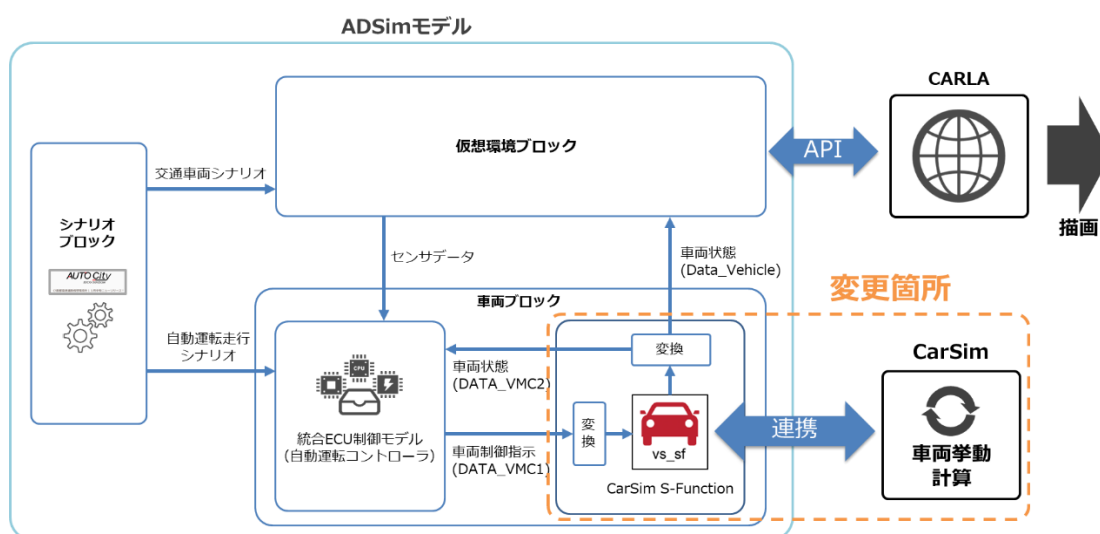 ADSimモデル
CARLA
仮想環境ブロック
API
交通車両シナリオ
シナリオ
ブロック
AUTO City
描画
センサデータ
車両状態
(Data_Vehicle)
変更箇所
車両ブロック
自動運転走行
シナリオ
変換
CarSim
車両状態
(DATA_VMC2)
CPU
変
換
連携
統合ECU制御モデル
(自動運転コントローラ)
車両制御指示
(DATA_VMC1)
vs_sf
車両挙動
計算
CarSim S-Function